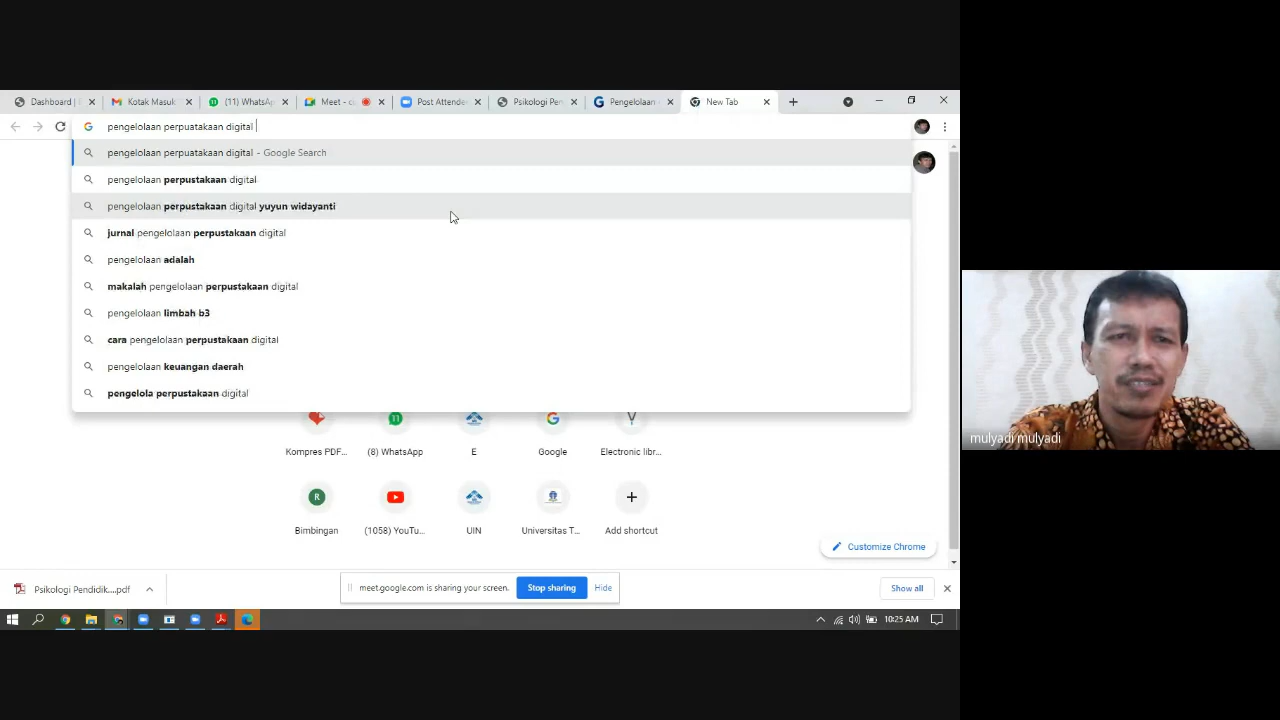 Dashboard |
Kotak Masuk
(11) WhatsAp
Meet - c
Post Attende
Psikologi Pen
Pengelolaan
New Tab
pengelolaan perpuatakaan digital
pengelolaan perpuatakaan digital - Google Search
pengelolaan perpustakaan digital
pengelolaan perpustakaan digital yuyun widayanti
jurnal pengelolaan perpustakaan digital
pengelolaan adalah
makalah pengelolaan perpustakaan digital
pengelolaan limbah b3
cara pengelolaan perpustakaan digital
pengelolaan keuangan daerah
pengelola perpustakaan digital
Kompres PDF...
(8) WhatsApp
E
Google
Electronic libr...
R
Bimbingan
(1058) YouTu...
UIN
Universitas T...
Add shortcut
Customize Chrome
Psikologi Pendidik....pdf
meet.google.com is sharing your screen.
Stop sharing
Hide
Show all
10:25 AM
mulyadi mulyadi